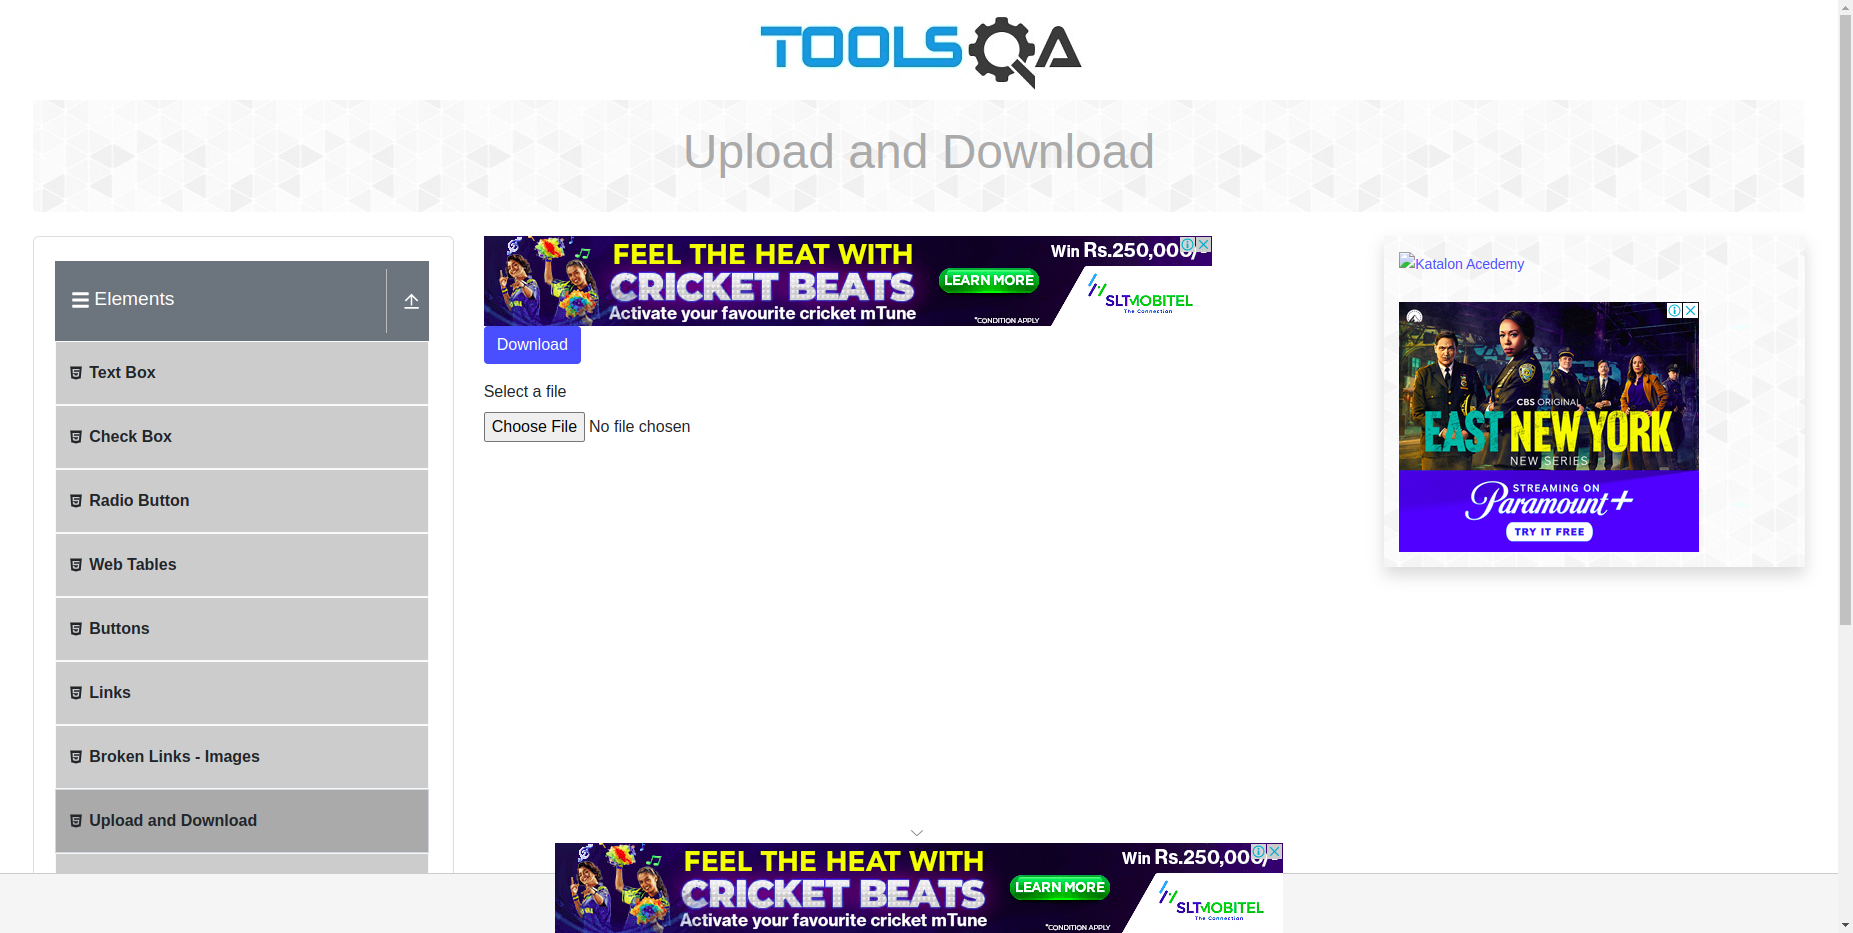 TOOLSQA
Upload and Download
Elements
Text Box
Check Box
Radio Button
Web Tables
Buttons
Links
Broken Links - Images
Upload and Download
FEEL THE HEAT WITH
CRICKET BEATS
Activate your favourite cricket mTune
LEARN MORE
Win Rs.250,000/-
SLTMOBITEL
The Connection
*CONDITION APPLY
Download
Select a file
Choose File No file chosen
Katalon Acedemy
CBS ORIGINAL
EAST NEW YORK
NEW SERIES
STREAMING ON
Paramount+
TRY IT FREE
FEEL THE HEAT WITH
CRICKET BEATS
Activate your favourite cricket mTune
LEARN MORE
Win Rs.250,000/-
SLTMOBITEL
The Connection
*CONDITION APPLY